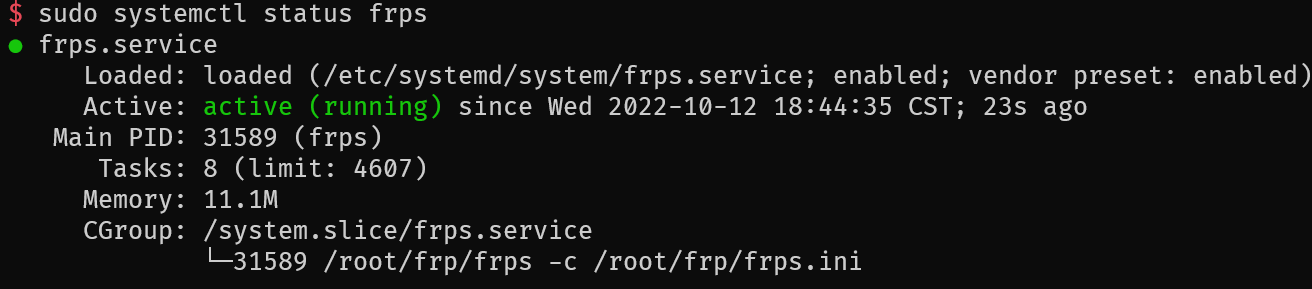 $ sudo systemctl status frps
● frps.service
     Loaded: loaded (/etc/systemd/system/frps.service; enabled; vendor preset: enabled)
     Active: active (running) since Wed 2022-10-12 18:44:35 CST; 23s ago
   Main PID: 31589 (frps)
      Tasks: 8 (limit: 4607)
     Memory: 11.1M
     CGroup: /system.slice/frps.service
             └─31589 /root/frp/frps -c /root/frp/frps.ini